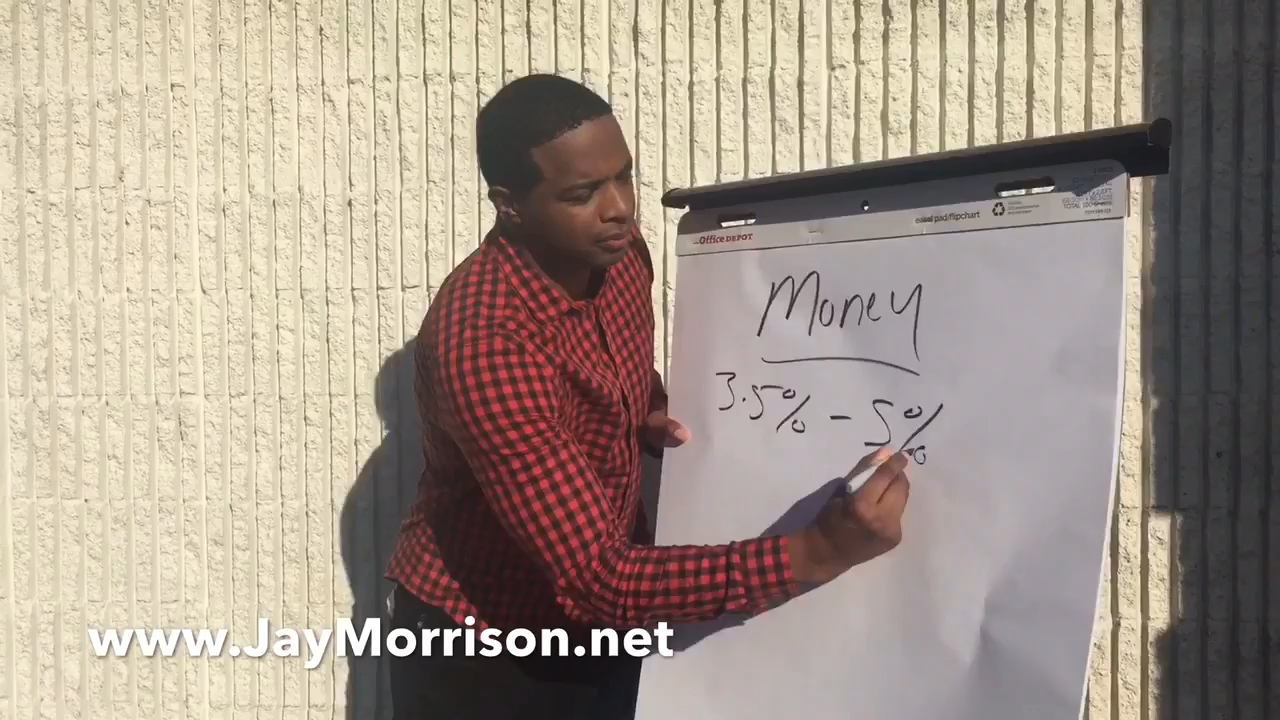 Office DEPOT
easel pad/flipchart
Money
3.5% - 5%
www.JayMorrison.net